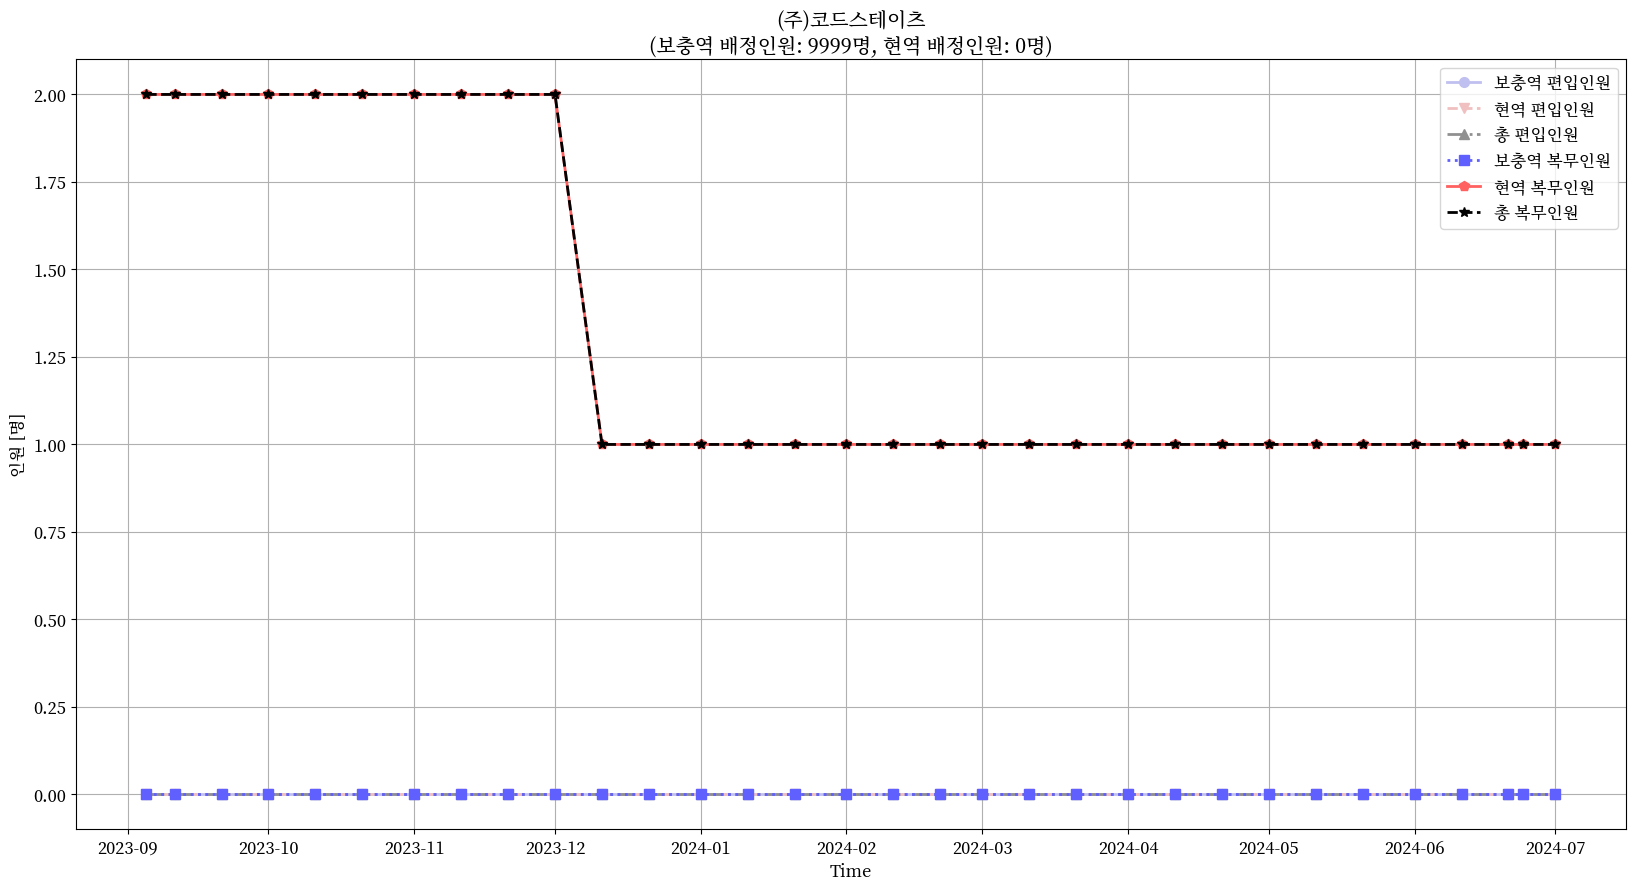 (주)코드스테이츠
(보충역 배정인원: 9999명, 현역 배정인원: 0명)
보충역 편입인원
현역 편입인원
총 편입인원
보충역 복무인원
현역 복무인원
총 복무인원
인원 [명]
2.00
1.75
1.50
1.25
1.00
0.75
0.50
0.25
0.00
2023-09 2023-10 2023-11 2023-12 2024-01 2024-02 2024-03 2024-04 2024-05 2024-06 2024-07
Time